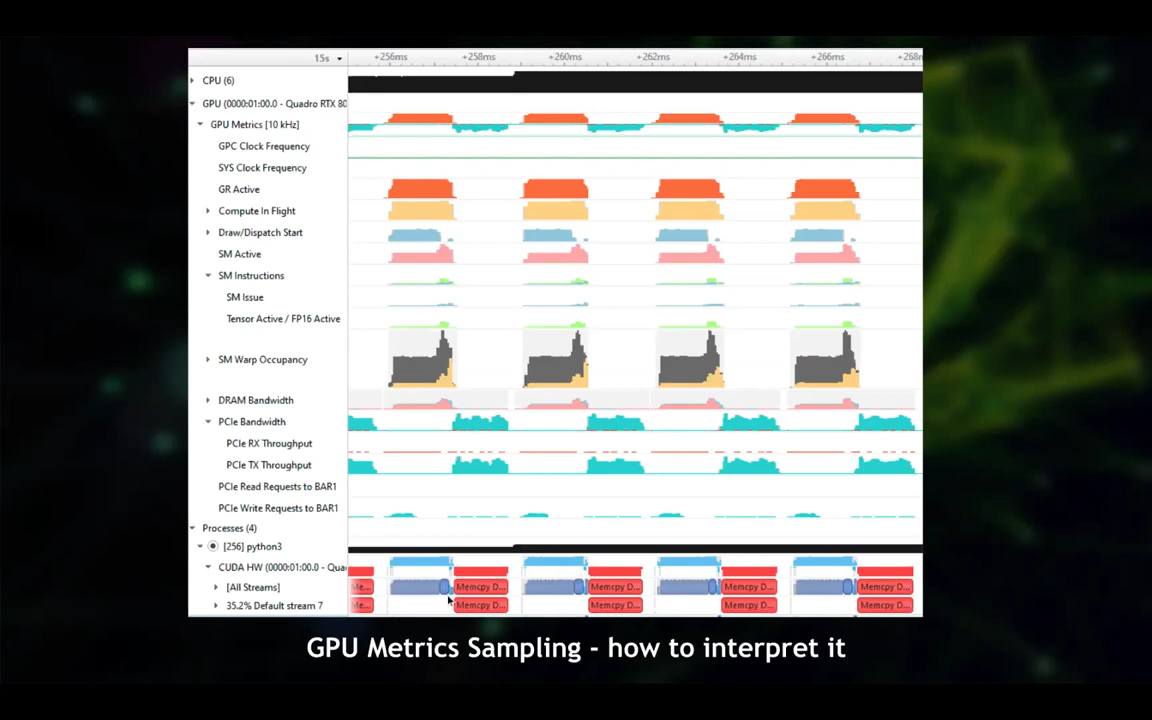 15s +256ms +258ms +260ms +262ms +264ms +266ms +268m
CPU (6)
GPU (0000:01:00.0 - Quadro RTX 80
GPU Metrics [10 kHz]
GPC Clock Frequency
SYS Clock Frequency
GR Active
Compute In Flight
Draw/Dispatch Start
SM Active
SM Instructions
SM Issue
Tensor Active / FP16 Active
SM Warp Occupancy
DRAM Bandwidth
PCIe Bandwidth
PCIe RX Throughput
PCIe TX Throughput
PCIe Read Requests to BAR1
PCIe Write Requests to BAR1
Processes (4)
[256] python3
CUDA HW (0000:01:00.0 - Qua
[All Streams] Me... Memcpy D... Memcpy D... Memcpy D... Memcpy D...
35.2% Default stream 7 Me... Memcpy D... Memcpy D... Memcpy D... Memcpy D...
GPU Metrics Sampling - how to interpret it